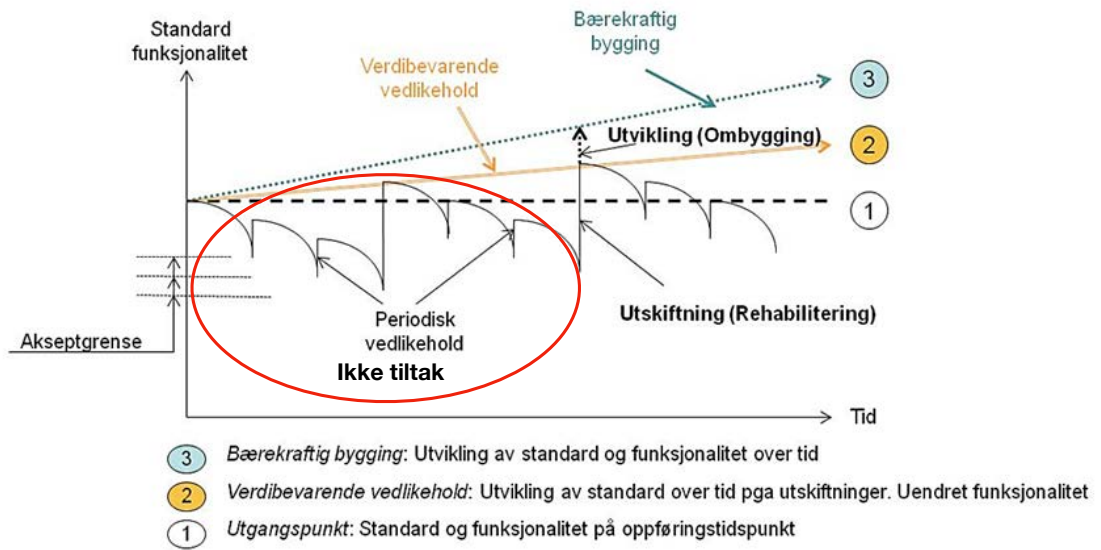 Standard
funksjonalitet
Bærekraftig
bygging
Verdibevarende
vedlikehold
3
Utvikling (Ombygging)
2
1
Akseptgrense
Periodisk
vedlikehold
Utskiftning (Rehabilitering)
Ikke tiltak
Tid
3 Bærekraftig bygging: Utvikling av standard og funksjonalitet over tid
2 Verdibevarende vedlikehold: Utvikling av standard over tid pga utskiftninger. Uendret funksjonalitet
1 Utgangspunkt: Standard og funksjonalitet på oppføringstidspunkt